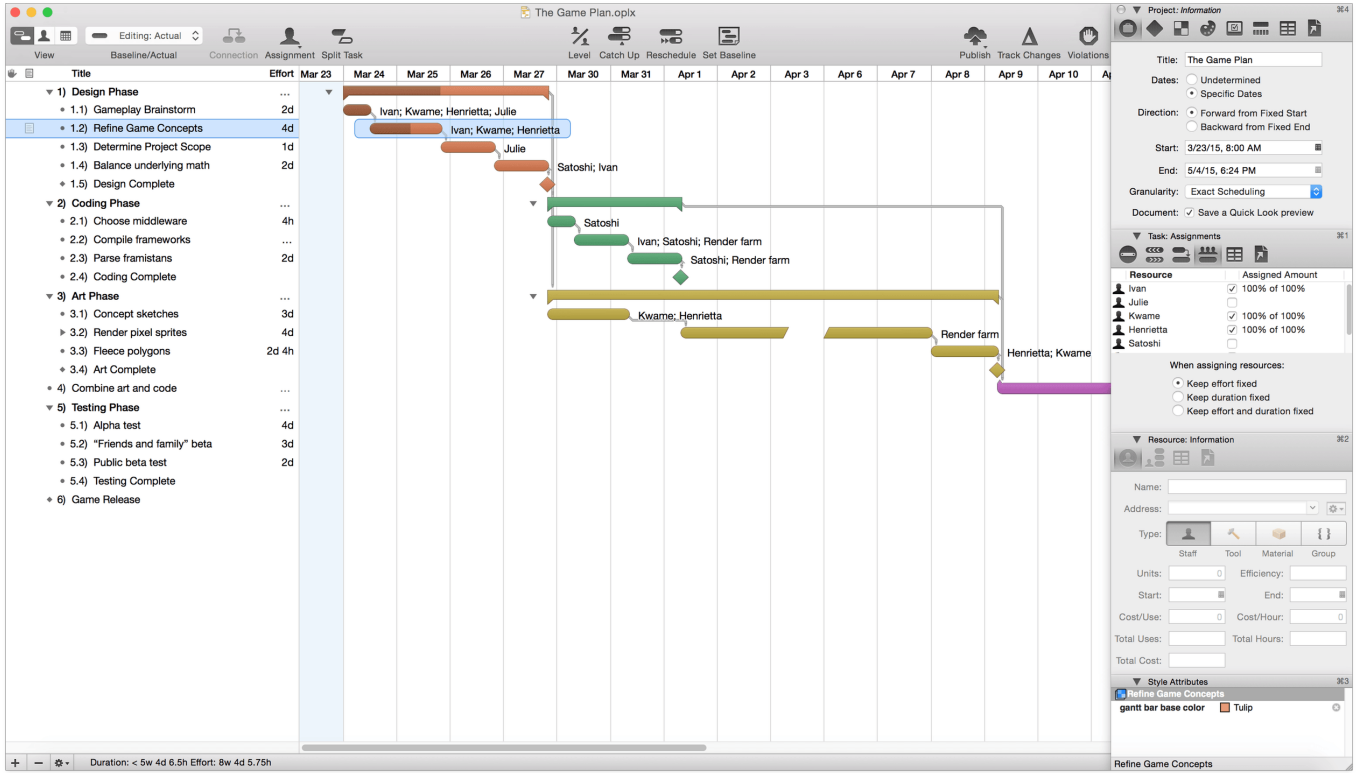 The Game Plan.oplx
Editing: Actual
View Baseline/Actual Connection Assignment Split Task Level Catch Up Reschedule Set Baseline Publish Track Changes Violations
Title Effort Mar 23 Mar 24 Mar 25 Mar 26 Mar 27 Mar 30 Mar 31 Apr 1 Apr 2 Apr 3 Apr 6 Apr 7 Apr 8 Apr 9 Apr 10
1) Design Phase ...
1.1) Gameplay Brainstorm 2d Ivan; Kwame; Henrietta; Julie
1.2) Refine Game Concepts 4d Ivan; Kwame; Henrietta
1.3) Determine Project Scope 1d Julie
1.4) Balance underlying math 2d Satoshi; Ivan
1.5) Design Complete
2) Coding Phase ...
2.1) Choose middleware 4h Satoshi
2.2) Compile frameworks ... Ivan; Satoshi; Render farm
2.3) Parse framistans 2d Satoshi; Render farm
2.4) Coding Complete
3) Art Phase ...
3.1) Concept sketches 3d Kwame; Henrietta
3.2) Render pixel sprites 4d Render farm
3.3) Fleece polygons 2d 4h Henrietta; Kwame
3.4) Art Complete
4) Combine art and code ...
5) Testing Phase ...
5.1) Alpha test 4d
5.2) “Friends and family” beta 3d
5.3) Public beta test 2d
5.4) Testing Complete
6) Game Release
Duration: < 5w 4d 6.5h Effort: 8w 4d 5.75h
Project: Information ⌘4
Title: The Game Plan
Dates: Undetermined
Specific Dates
Direction: Forward from Fixed Start
Backward from Fixed End
Start: 3/23/15, 8:00 AM
End: 5/4/15, 6:24 PM
Granularity: Exact Scheduling
Document: Save a Quick Look preview
Task: Assignments ⌘1
Resource Assigned Amount
Ivan 100% of 100%
Julie
Kwame 100% of 100%
Henrietta 100% of 100%
Satoshi
When assigning resources:
Keep effort fixed
Keep duration fixed
Keep effort and duration fixed
Resource: Information ⌘2
Name:
Address:
Type:
Staff Tool Material Group
Units: 0 Efficiency:
Start: End:
Cost/Use: 0 Cost/Hour: 0
Total Uses: Total Hours:
Total Cost:
Style Attributes ⌘3
Refine Game Concepts
gantt bar base color Tulip
Refine Game Concepts